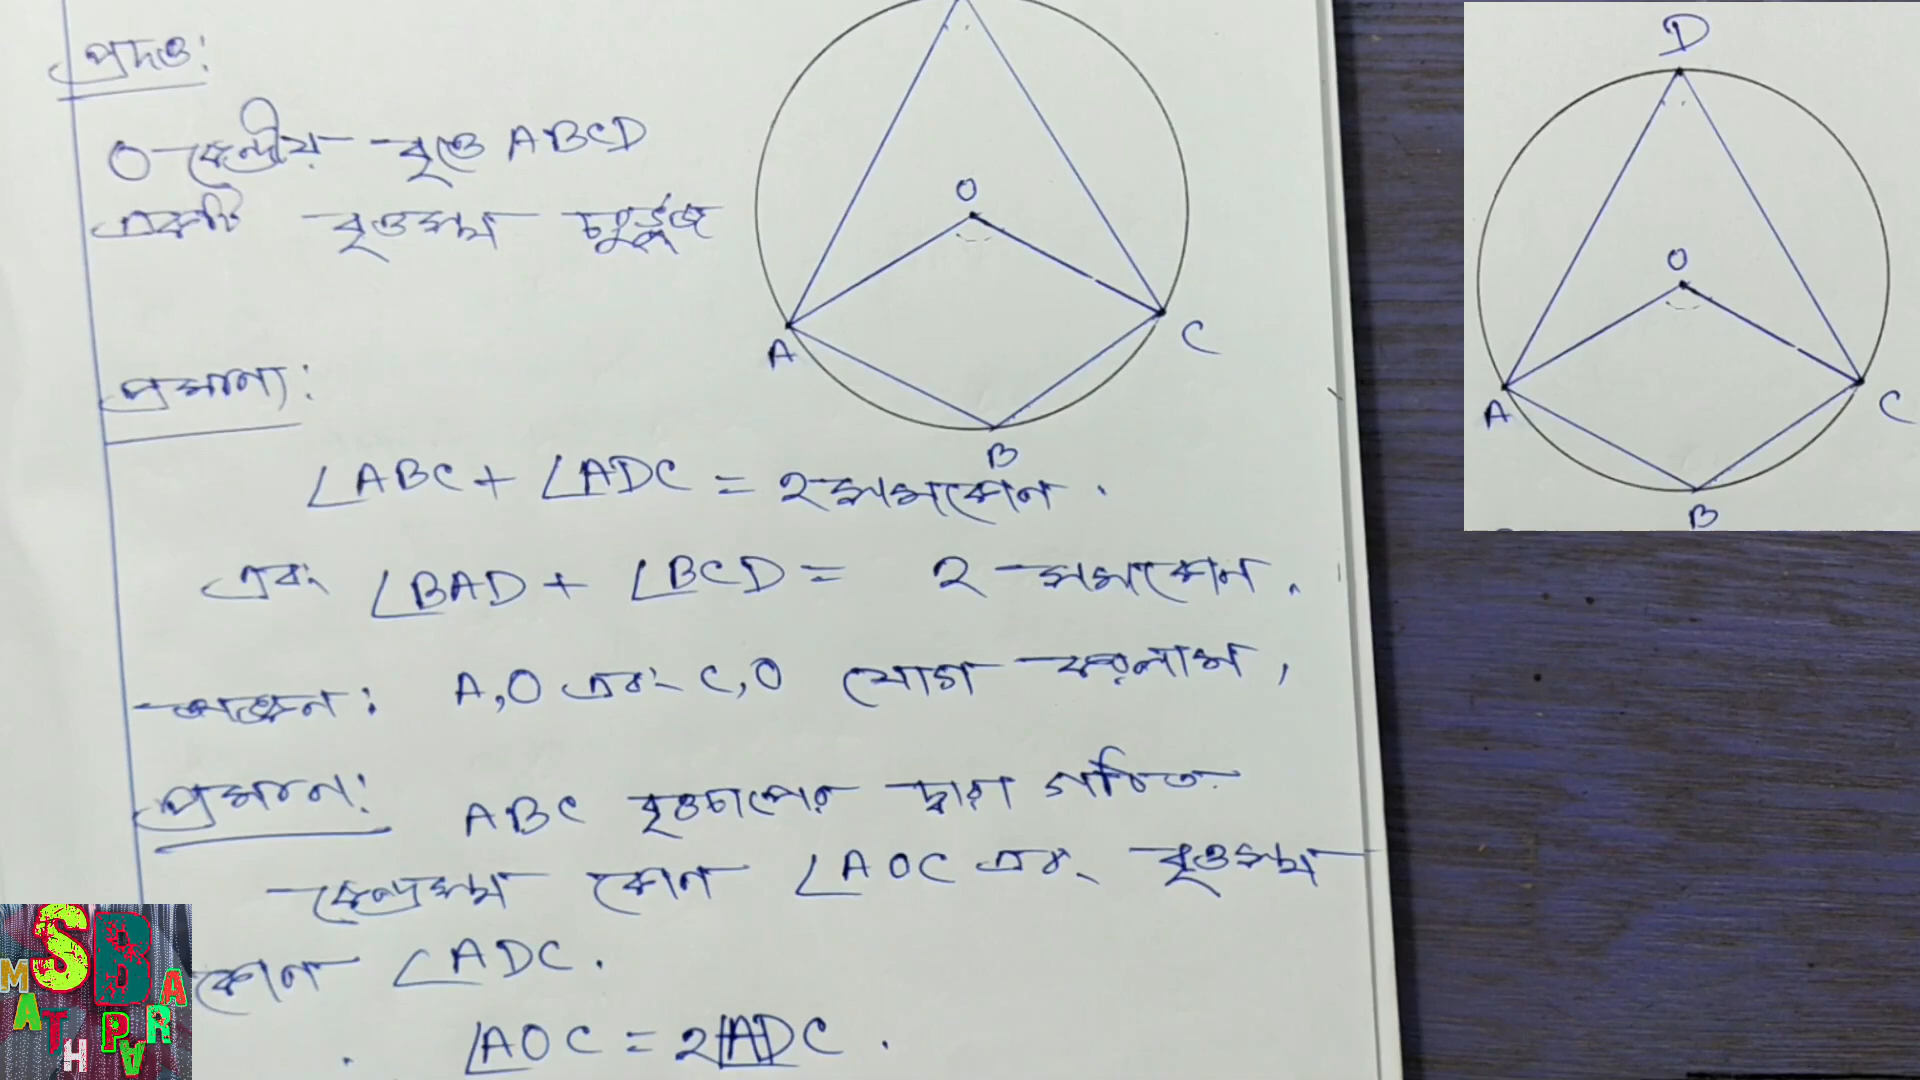 প্রদত্ত:
O কেন্দ্রীয় বৃত্তে ABCD
একটি বৃত্তস্থ চতুর্ভুজ
O
A
C
B
প্রমান্য:
∠ABC + ∠ADC = 2 সমকোন.
এবং ∠BAD + ∠BCD = 2 সমকোন.
অঙ্কন: A,O এবং C,O যোগ করলাম,
প্রমান: ABC বৃত্তচাপের দ্বারা গঠিত
কেন্দ্রস্থ কোন ∠AOC এবং বৃত্তস্থ
কোন ∠ADC.
∠AOC = 2∠ADC.
D
O
A
C
B
SB
MATH PARA